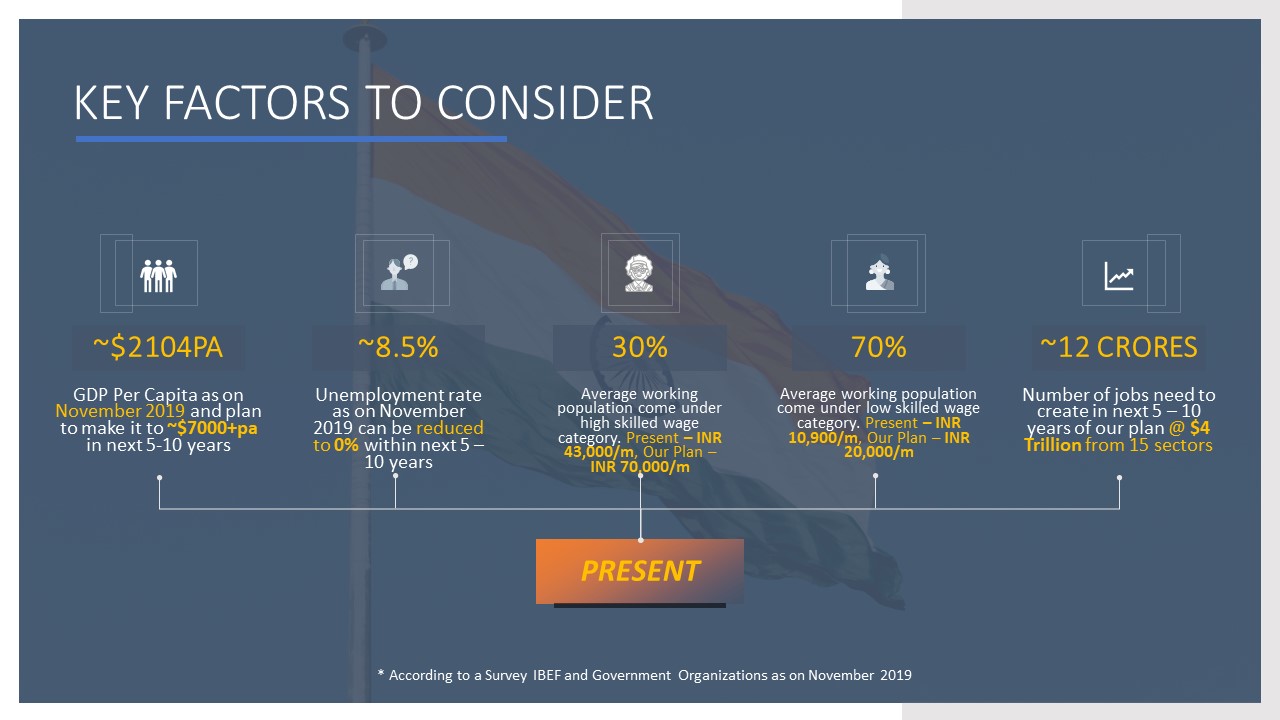 KEY FACTORS TO CONSIDER
?
~$2104PA
GDP Per Capita as on
November 2019 and plan
to make it to ~$7000+pa
in next 5-10 years
~8.5%
Unemployment rate
as on November
2019 can be reduced
to 0% within next 5 –
10 years
30%
Average working
population come under
high skilled wage
category. Present – INR
43,000/m, Our Plan –
INR 70,000/m
70%
Average working population
come under low skilled wage
category. Present – INR
10,900/m, Our Plan – INR
20,000/m
~12 CRORES
Number of jobs need to
create in next 5 – 10
years of our plan @ $4
Trillion from 15 sectors
PRESENT
* According to a Survey IBEF and Government Organizations as on November 2019